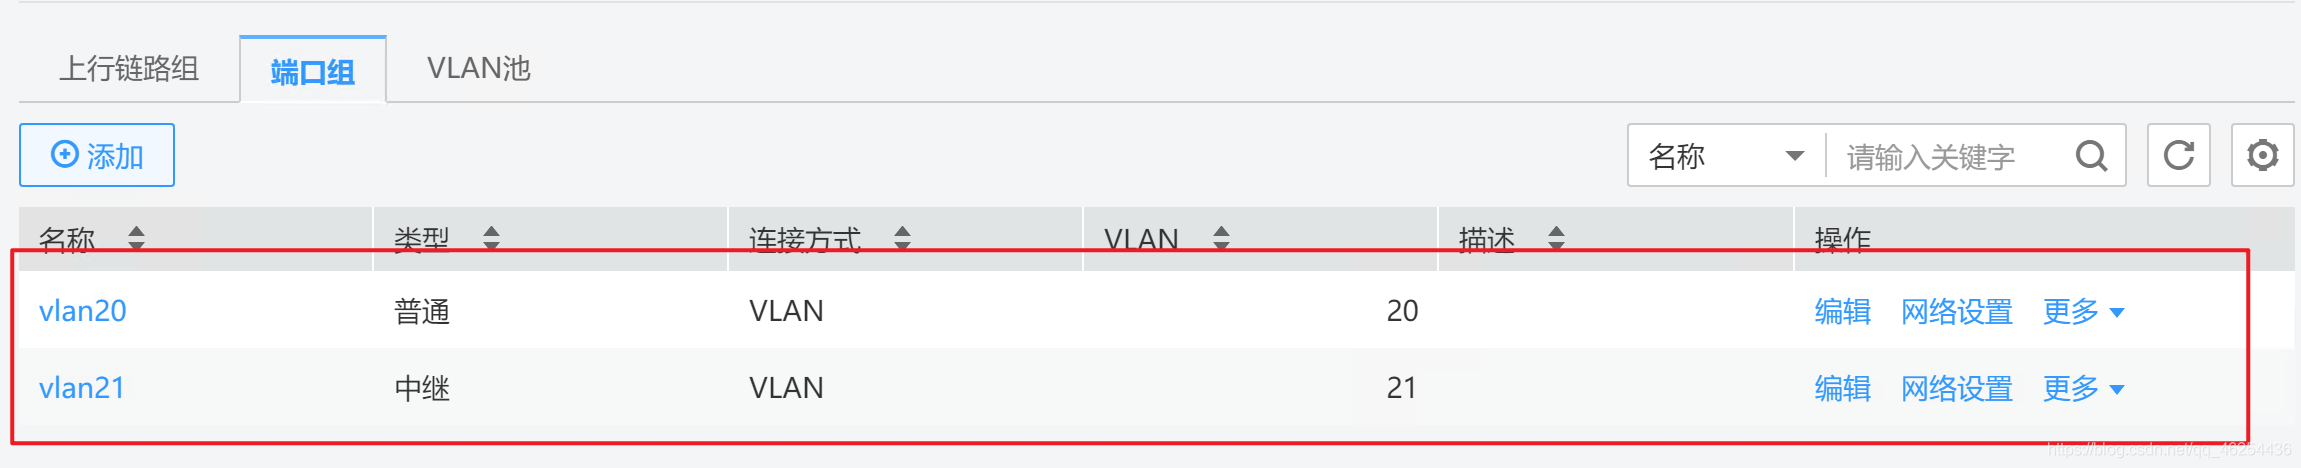 上行链路组 端口组 VLAN池
添加 名称 请输入关键字
名称 类型 连接方式 VLAN 描述 操作
vlan20 普通 VLAN 20 编辑 网络设置 更多
vlan21 中继 VLAN 21 编辑 网络设置 更多
https://blog.csdn.net/qq_46254436